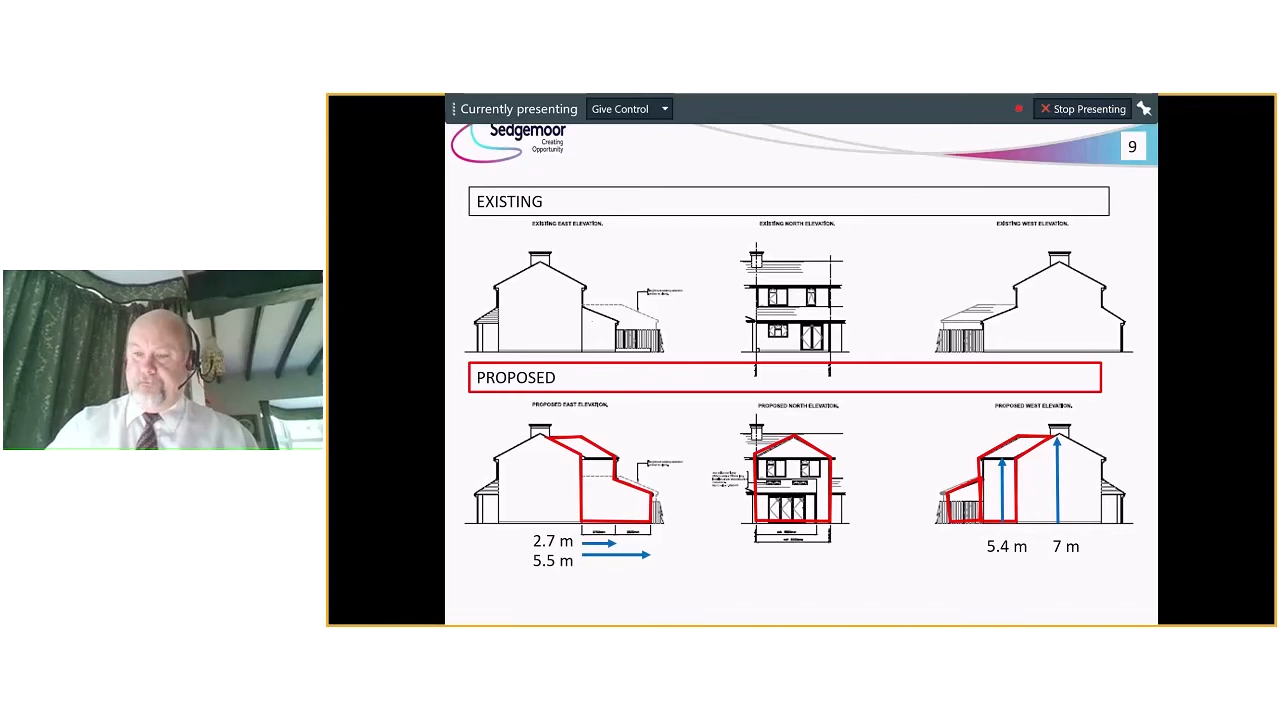 Currently presenting
Give Control
Stop Presenting
Sedgemoor
Creating
Opportunity
9
EXISTING
EXISTING EAST ELEVATION.
EXISTING NORTH ELEVATION.
EXISTING WEST ELEVATION.
PROPOSED
PROPOSED EAST ELEVATION.
PROPOSED NORTH ELEVATION.
PROPOSED WEST ELEVATION.
2.7 m
5.5 m
5.4 m
7 m